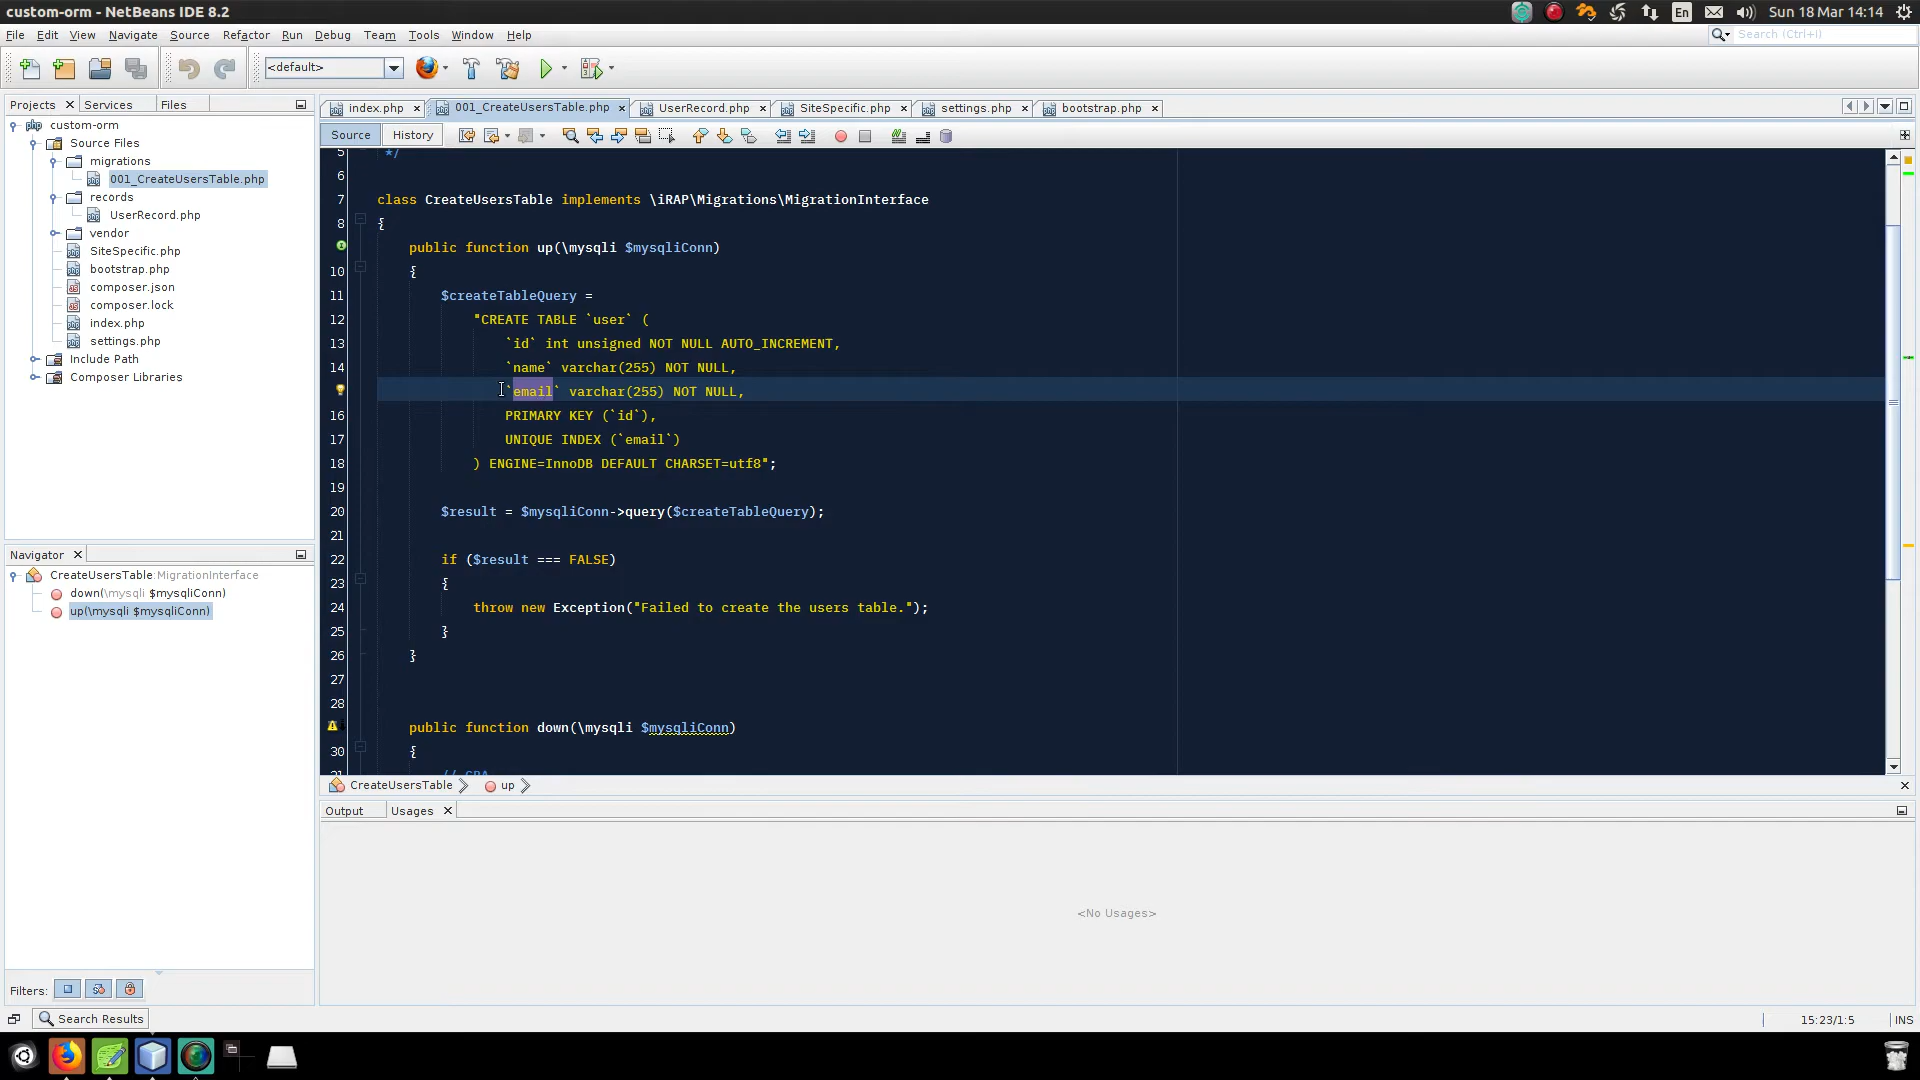 custom-orm - NetBeans IDE 8.2
En
Sun 18 Mar 14:14
File Edit View Navigate Source Refactor Run Debug Team Tools Window Help
Search (Ctrl+I)
<default>
Projects Services Files
index.php 001_CreateUsersTable.php UserRecord.php SiteSpecific.php settings.php bootstrap.php
Source History
custom-orm
Source Files
migrations
001_CreateUsersTable.php
records
UserRecord.php
vendor
SiteSpecific.php
bootstrap.php
composer.json
composer.lock
index.php
settings.php
Include Path
Composer Libraries
Navigator
CreateUsersTable:MigrationInterface
down(\mysqli $mysqliConn)
up(\mysqli $mysqliConn)
Filters:
5 */
6
7 class CreateUsersTable implements \iRAP\Migrations\MigrationInterface
8 {
public function up(\mysqli $mysqliConn)
10 {
11 $createTableQuery =
12 "CREATE TABLE `user` (
13 `id` int unsigned NOT NULL AUTO_INCREMENT,
14 `name` varchar(255) NOT NULL,
`email` varchar(255) NOT NULL,
16 PRIMARY KEY (`id`),
17 UNIQUE INDEX (`email`)
18 ) ENGINE=InnoDB DEFAULT CHARSET=utf8";
19
20 $result = $mysqliConn->query($createTableQuery);
21
22 if ($result === FALSE)
23 {
24 throw new Exception("Failed to create the users table.");
25 }
26 }
27
28
public function down(\mysqli $mysqliConn)
30 {
CreateUsersTable up
Output Usages
<No Usages>
Search Results
15:23/1:5 INS